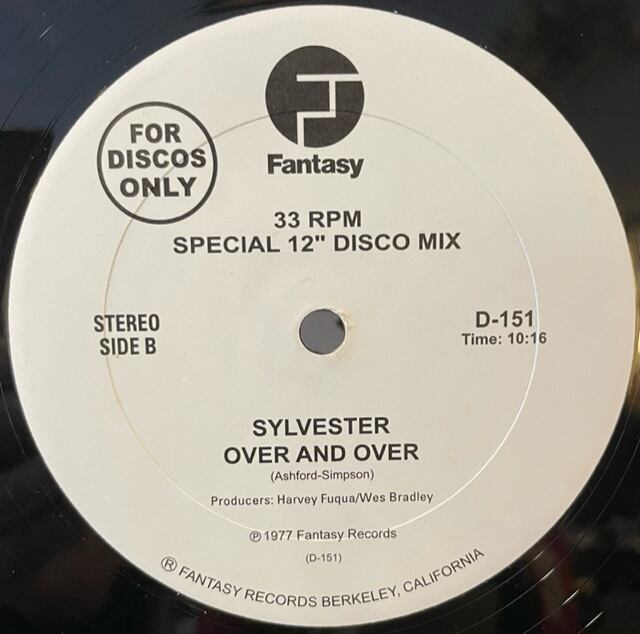 FOR
DISCOS
ONLY
Fantasy
33 RPM
SPECIAL 12" DISCO MIX
STEREO
SIDE B
D-151
Time: 10:16
SYLVESTER
OVER AND OVER
(Ashford-Simpson)
Producers: Harvey Fuqua/Wes Bradley
℗ 1977 Fantasy Records
(D-151)
® FANTASY RECORDS BERKELEY, CALIFORNIA